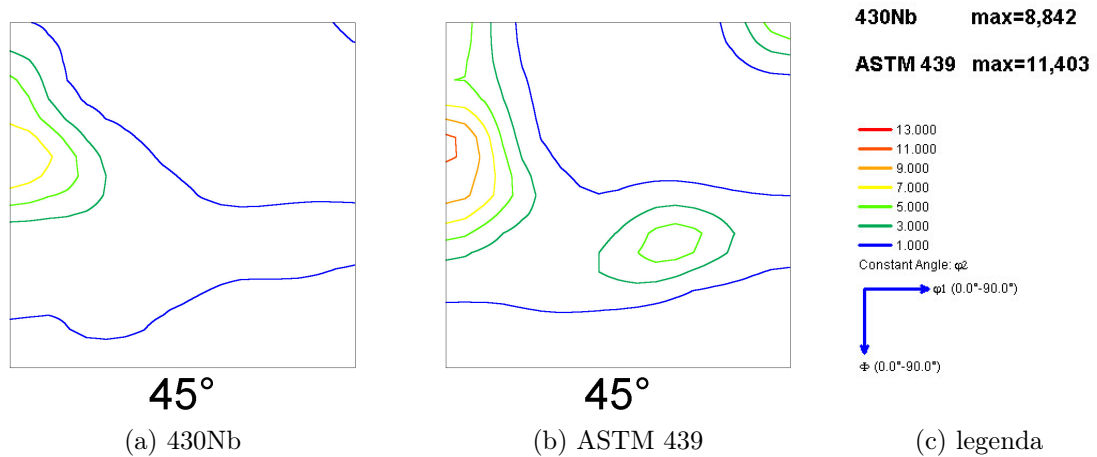 430Nb max=8,842
ASTM 439 max=11,403
13.000
11.000
9.000
7.000
5.000
3.000
1.000
Constant Angle: φ2
φ1 (0.0°-90.0°)
Φ (0.0°-90.0°)
45°
45°
(a) 430Nb
(b) ASTM 439
(c) legenda